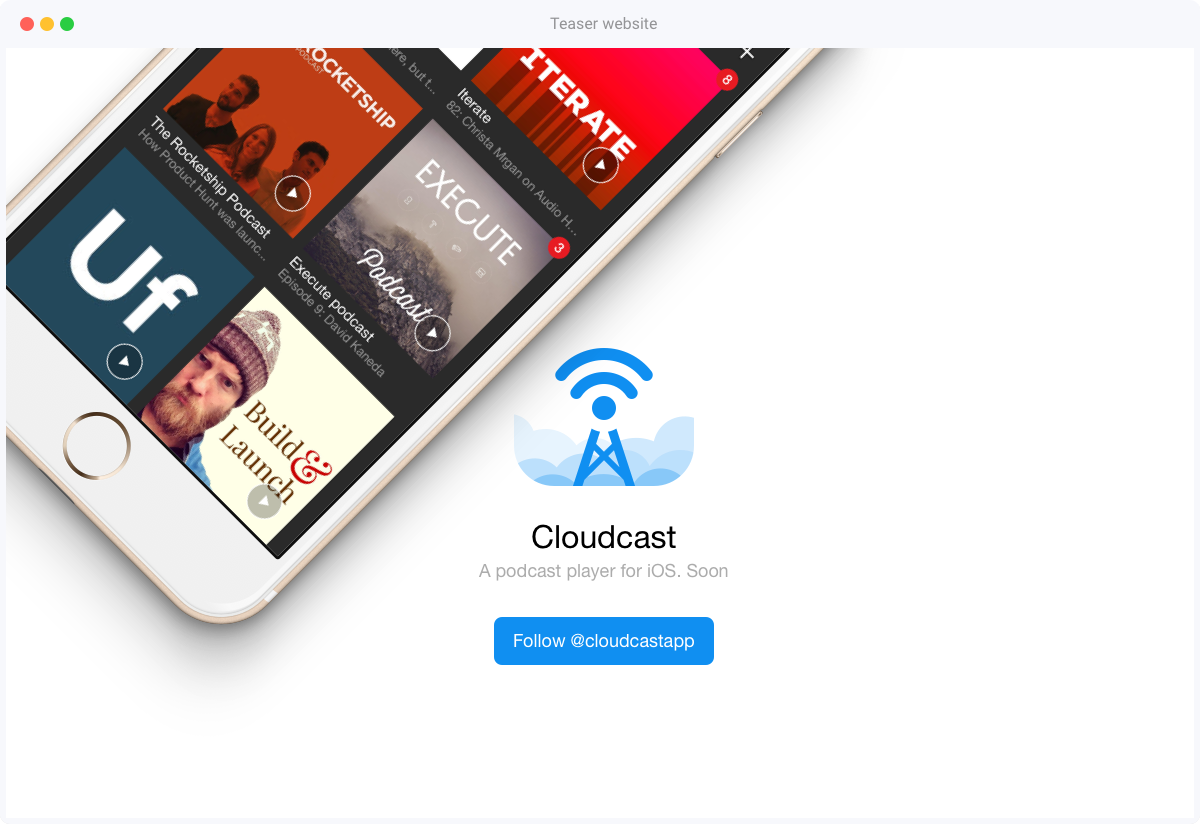 Teaser website
ROCKETSHIP
PODCAST
ere, but t...
ITERATE
8
Iterate
82: Christa Mrgan on Audio H...
The Rocketship Podcast
How Product Hunt was launc...
EXECUTE
Podcast
3
Execute podcast
Episode 9: David Kaneda
Uf
Build &
Launch
Cloudcast
A podcast player for iOS. Soon
Follow @cloudcastapp